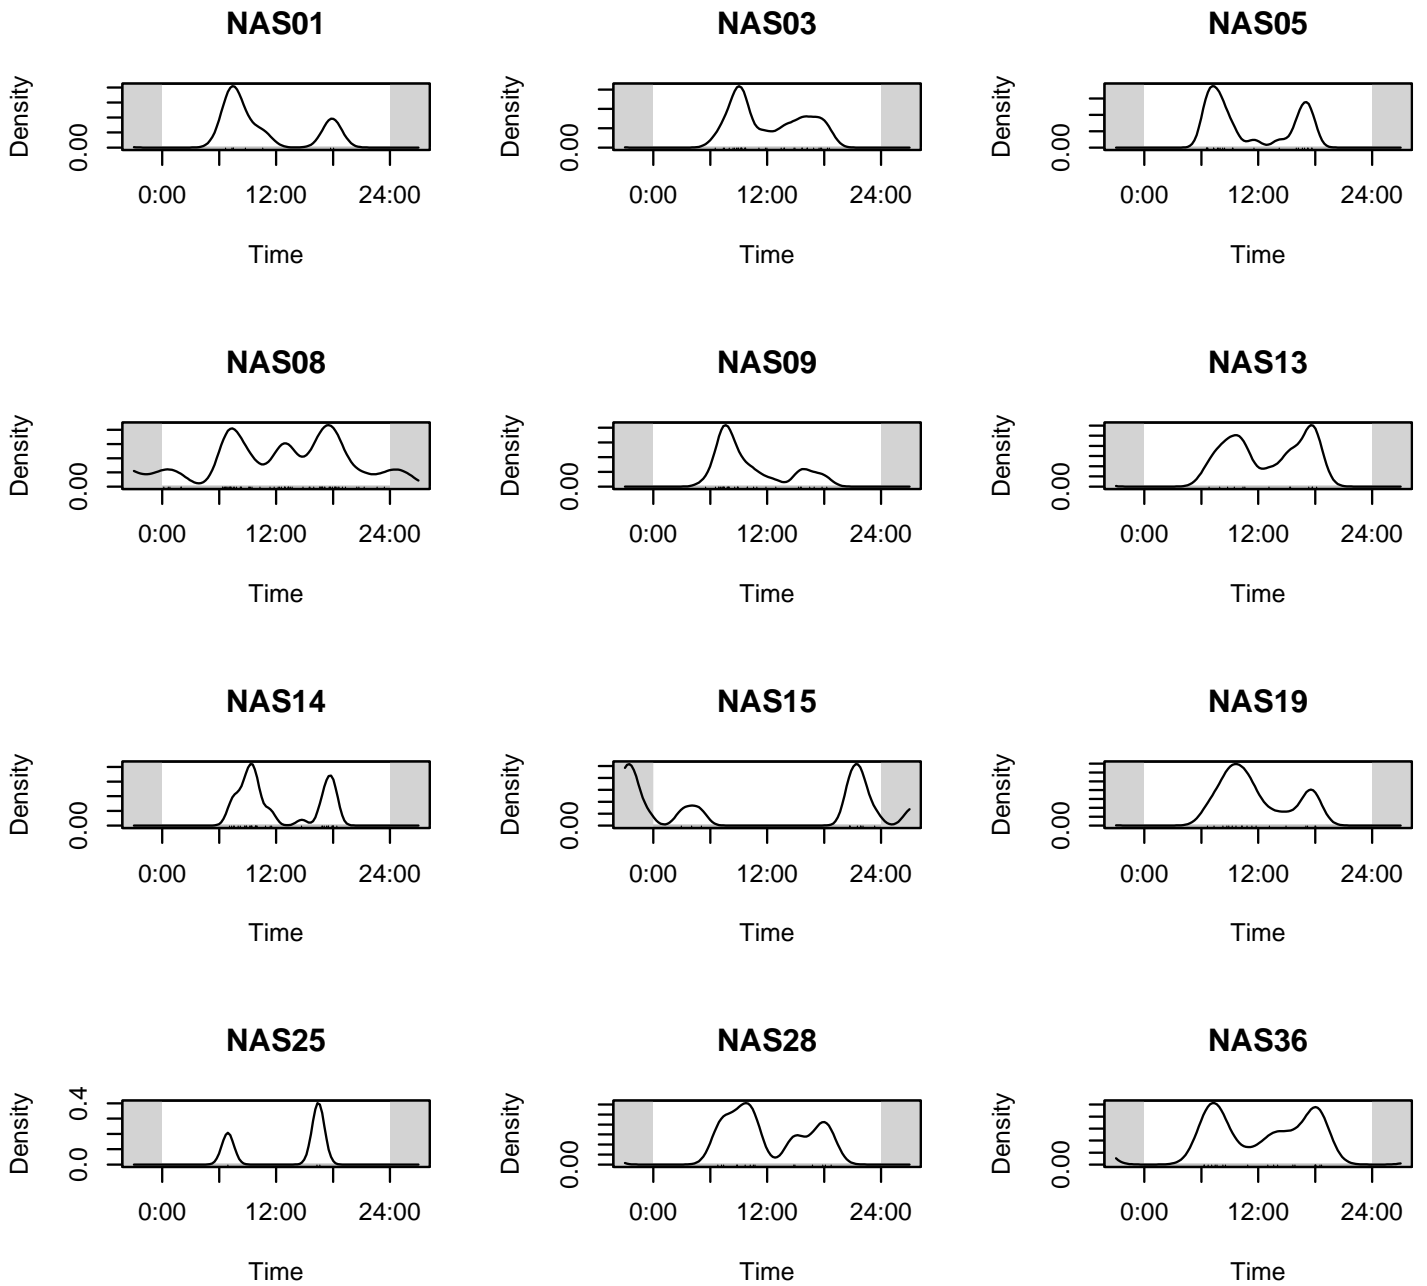 NAS01 NAS03 NAS05
Density 0.00 Density 0.00 Density 0.00
0:00 12:00 24:00 0:00 12:00 24:00 0:00 12:00 24:00
Time Time Time
NAS08 NAS09 NAS13
Density 0.00 Density 0.00 Density 0.00
0:00 12:00 24:00 0:00 12:00 24:00 0:00 12:00 24:00
Time Time Time
NAS14 NAS15 NAS19
Density 0.00 Density 0.00 Density 0.00
0:00 12:00 24:00 0:00 12:00 24:00 0:00 12:00 24:00
Time Time Time
NAS25 NAS28 NAS36
Density 0.0 0.4 Density 0.00 Density 0.00
0:00 12:00 24:00 0:00 12:00 24:00 0:00 12:00 24:00
Time Time Time